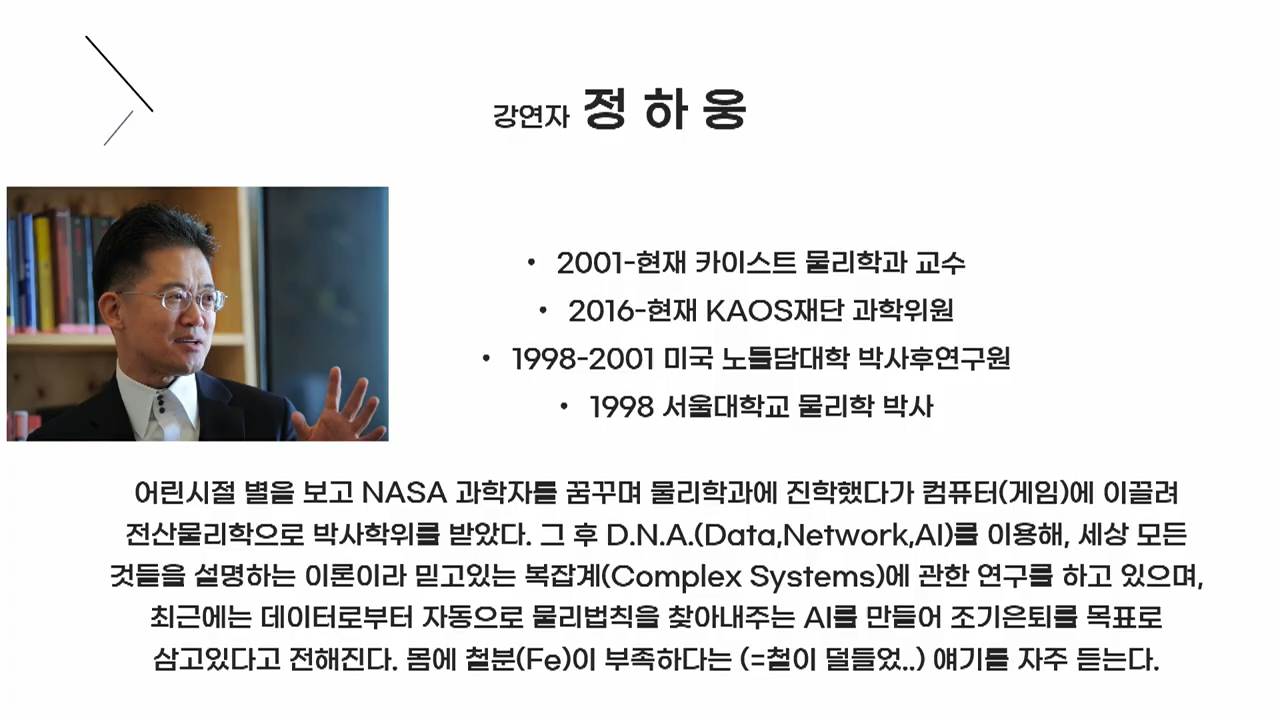 강연자 정 하 웅
• 2001-현재 카이스트 물리학과 교수
• 2016-현재 KAOS재단 과학위원
• 1998-2001 미국 노틀담대학 박사후연구원
• 1998 서울대학교 물리학 박사
어린시절 별을 보고 NASA 과학자를 꿈꾸며 물리학과에 진학했다가 컴퓨터(게임)에 이끌려
전산물리학으로 박사학위를 받았다. 그 후 D.N.A.(Data,Network,AI)를 이용해, 세상 모든
것들을 설명하는 이론이라 믿고있는 복잡계(Complex Systems)에 관한 연구를 하고 있으며,
최근에는 데이터로부터 자동으로 물리법칙을 찾아내주는 AI를 만들어 조기은퇴를 목표로
삼고있다고 전해진다. 몸에 철분(Fe)이 부족하다는 (=철이 덜들었..) 얘기를 자주 듣는다.